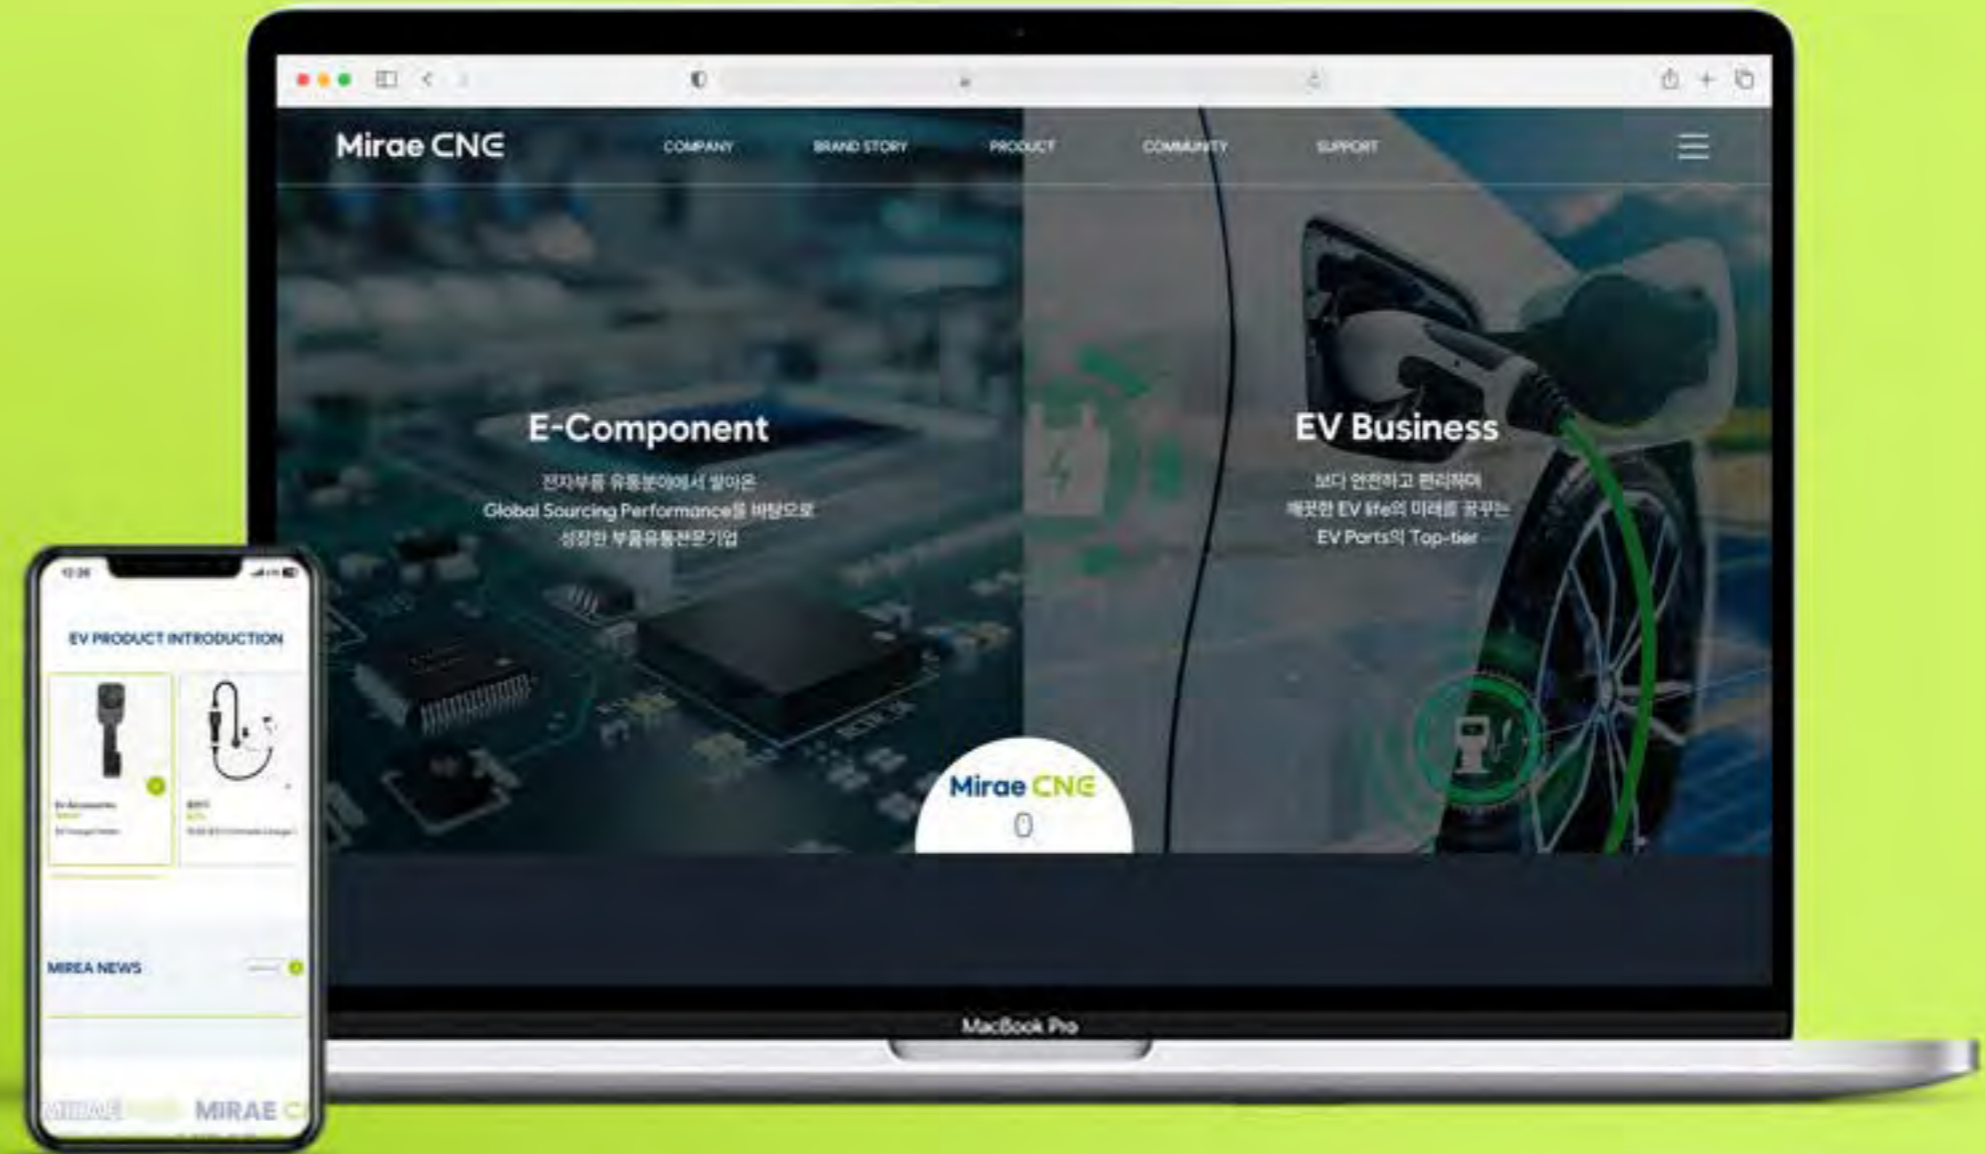 Mirae CNE
COMPANY
BRAND STORY
PRODUCT
COMMUNITY
SUPPORT
E-Component
전자부품 유통분야에서 쌓아온
Global Sourcing Performance를 바탕으로
성장한 부품유통전문기업
EV Business
보다 안전하고 편리하며
깨끗한 EV life의 미래를 꿈꾸는
EV Parts의 Top-tier
Mirae CNE
MacBook Pro
12:26
EV PRODUCT INTRODUCTION
MIREA NEWS
MIRAE
MIRAE C